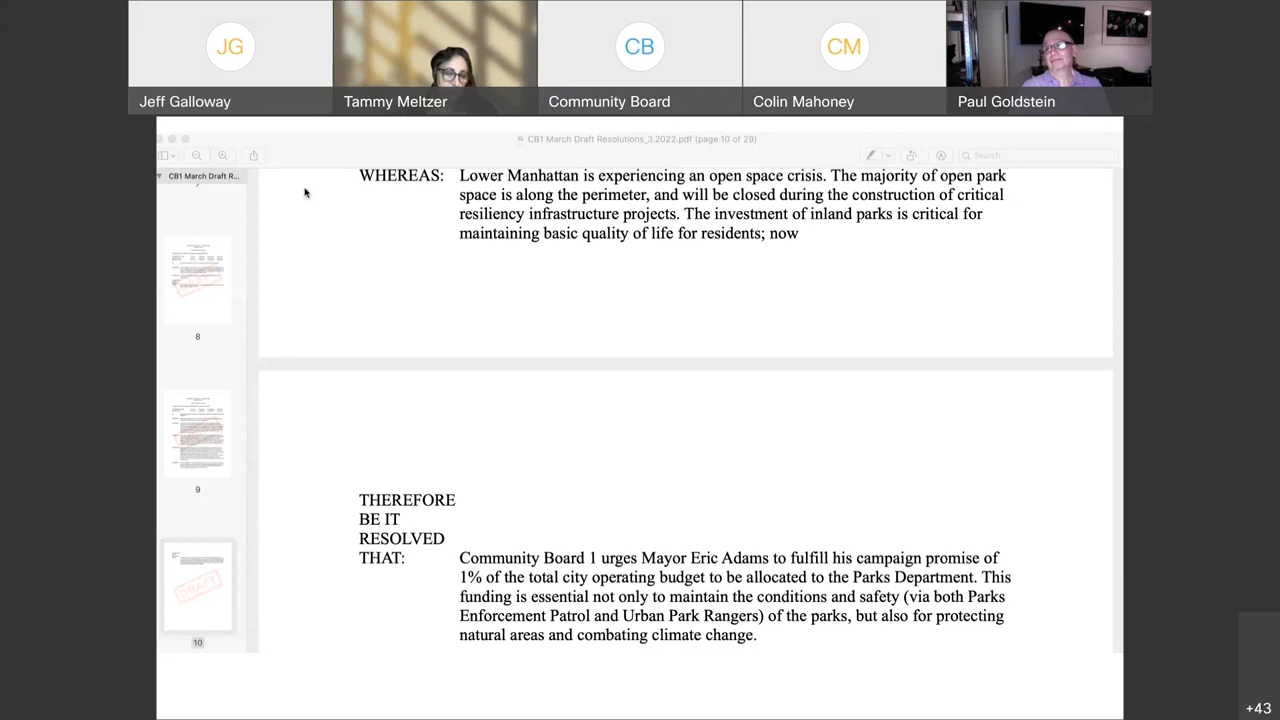 JG
CB
CM
Jeff Galloway
Tammy Meltzer
Community Board
Colin Mahoney
Paul Goldstein
CB1 March Draft Resolutions_3.2022.pdf (page 10 of 29)
Search
CB1 March Draft R...
WHEREAS: Lower Manhattan is experiencing an open space crisis. The majority of open park
space is along the perimeter, and will be closed during the construction of critical
resiliency infrastructure projects. The investment of inland parks is critical for
maintaining basic quality of life for residents; now
8
9
DRAFT
10
THEREFORE
BE IT
RESOLVED
THAT: Community Board 1 urges Mayor Eric Adams to fulfill his campaign promise of
1% of the total city operating budget to be allocated to the Parks Department. This
funding is essential not only to maintain the conditions and safety (via both Parks
Enforcement Patrol and Urban Park Rangers) of the parks, but also for protecting
natural areas and combating climate change.
+43